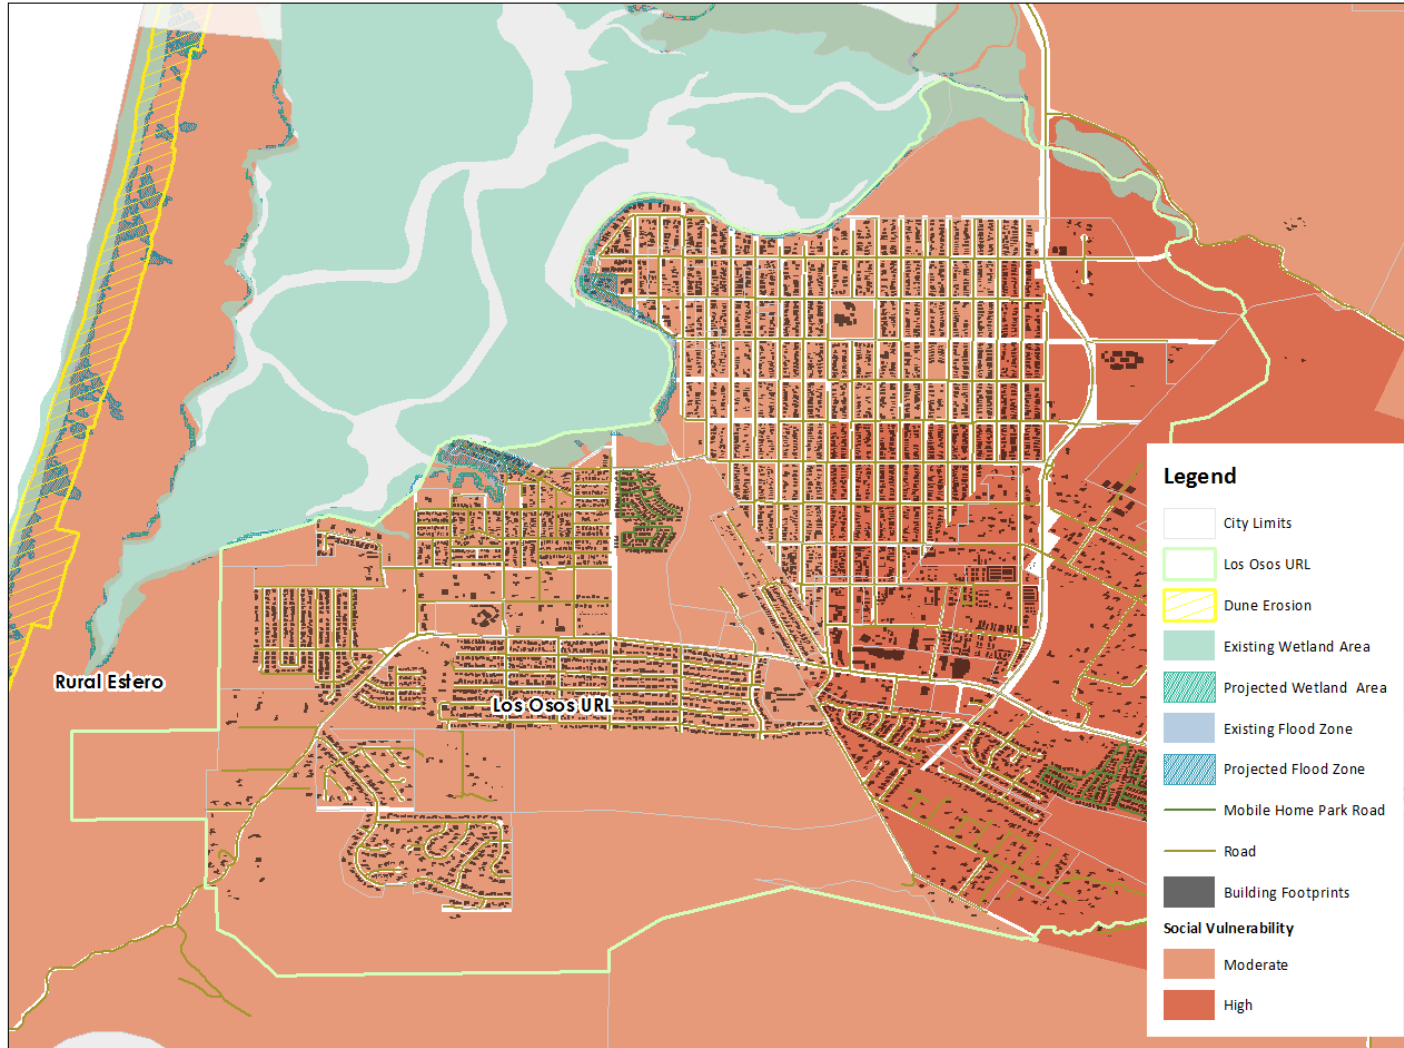 Rural Estero
Los Osos URL
Legend
City Limits
Los Osos URL
Dune Erosion
Existing Wetland Area
Projected Wetland Area
Existing Flood Zone
Projected Flood Zone
Mobile Home Park Road
Road
Building Footprints
Social Vulnerability
Moderate
High